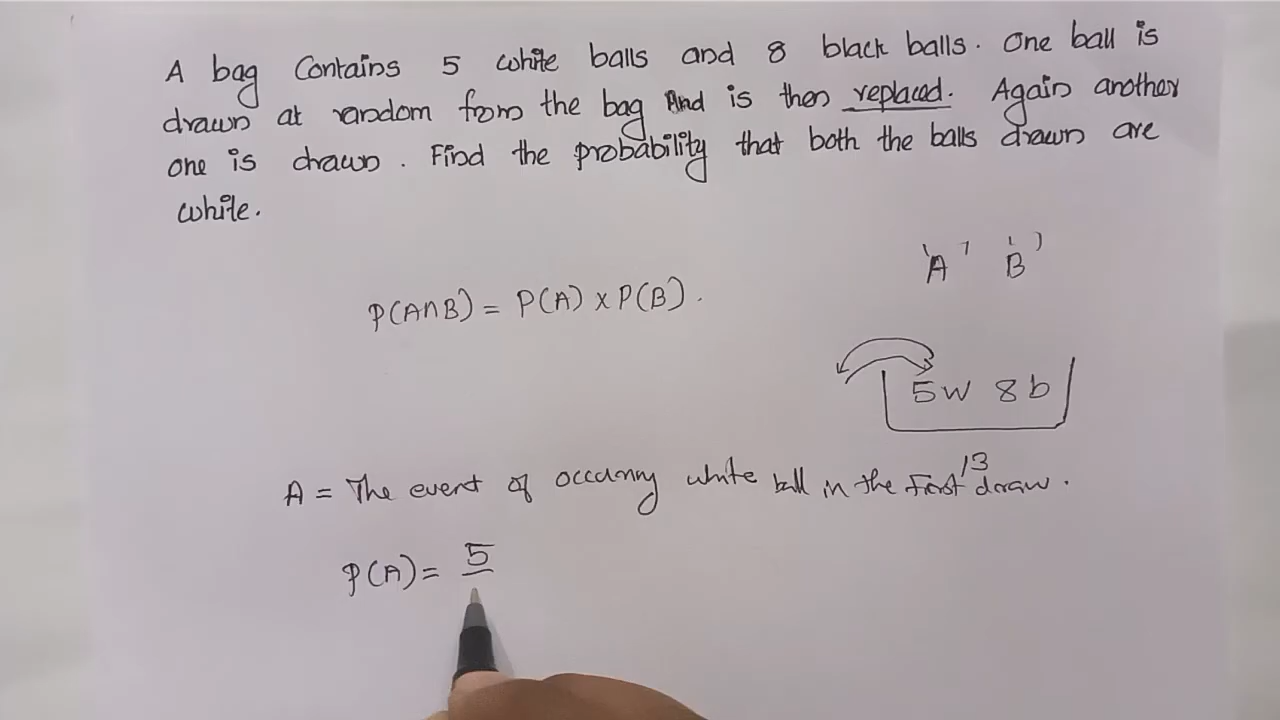 A bag Contains 5 white balls and 8 black balls. One ball is
drawn at random from the bag And is then replaced. Again another
one is drawn. Find the probability that both the balls drawn are
white.
A B
P(A∩B) = P(A) x P(B).
5W 8b
13
A = The event of white ball in the First draw.
P(A) = 5